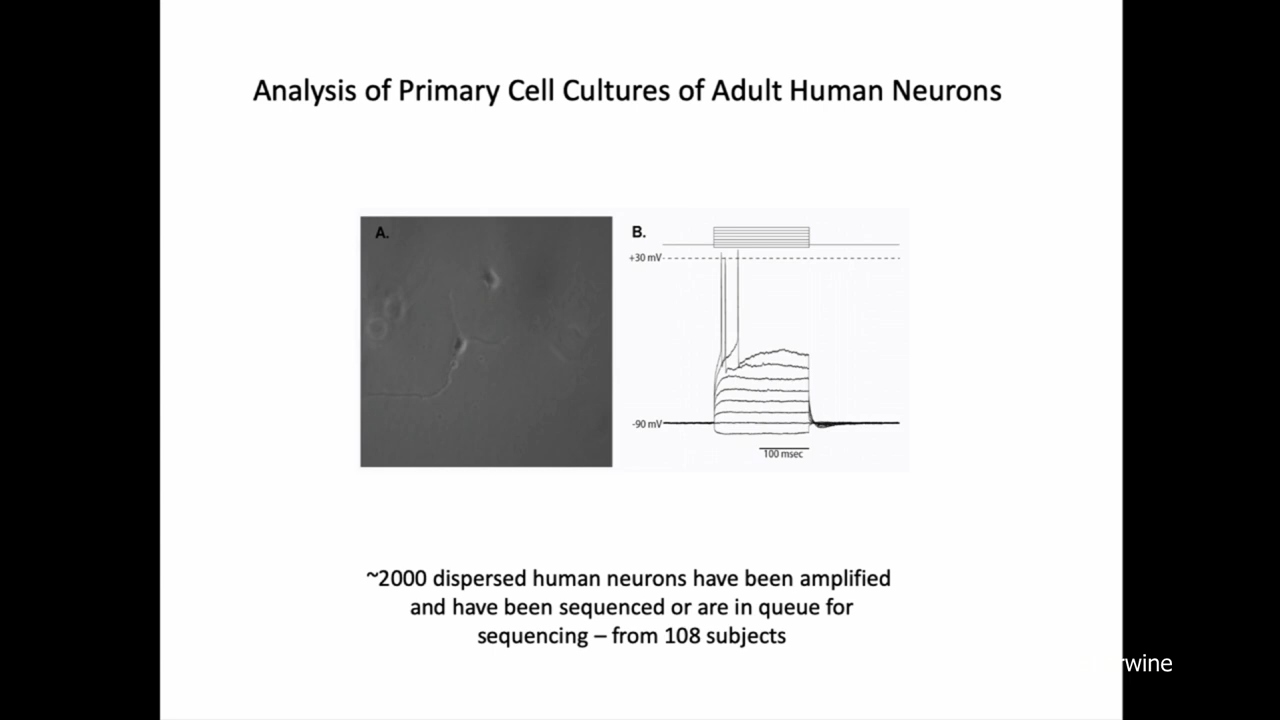 Analysis of Primary Cell Cultures of Adult Human Neurons
A.
B.
+30 mV
-90 mV
100 msec
~2000 dispersed human neurons have been amplified
and have been sequenced or are in queue for
sequencing – from 108 subjects